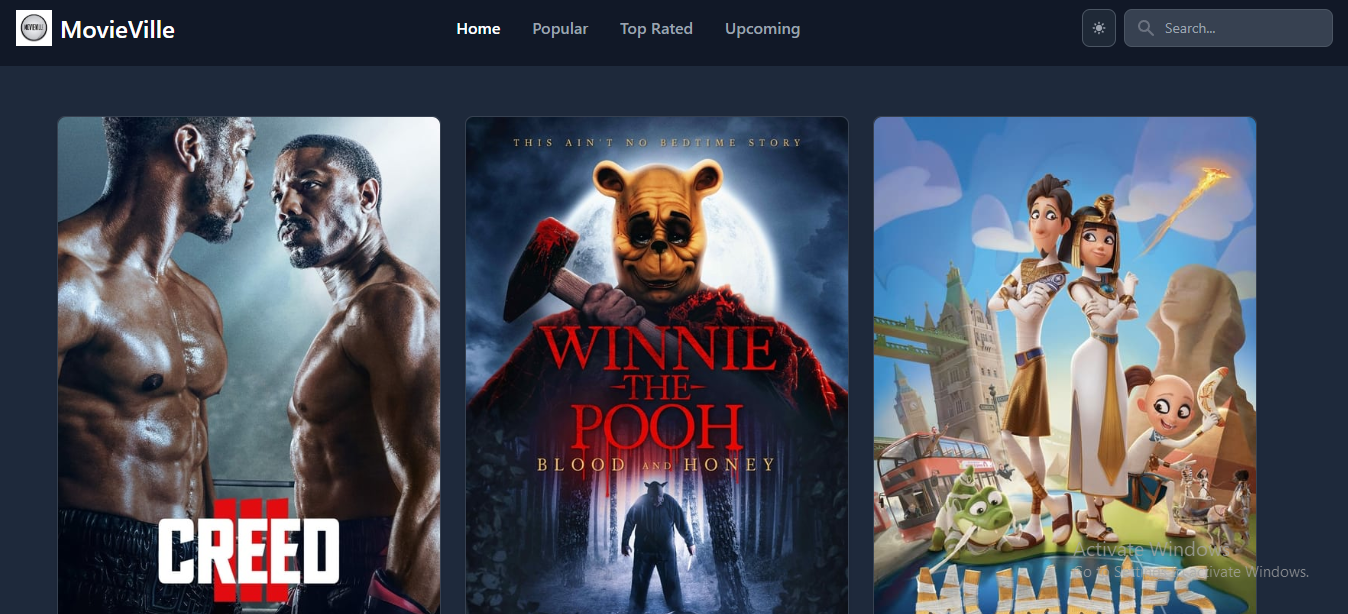 MovieVille
Home
Popular
Top Rated
Upcoming
Search...
THIS AIN'T NO BEDTIME STORY
WINNIE
-THE-
POOH
BLOOD AND HONEY
III
CREED
MUMMIES
Activate Windows
Go to Settings to activate Windows.